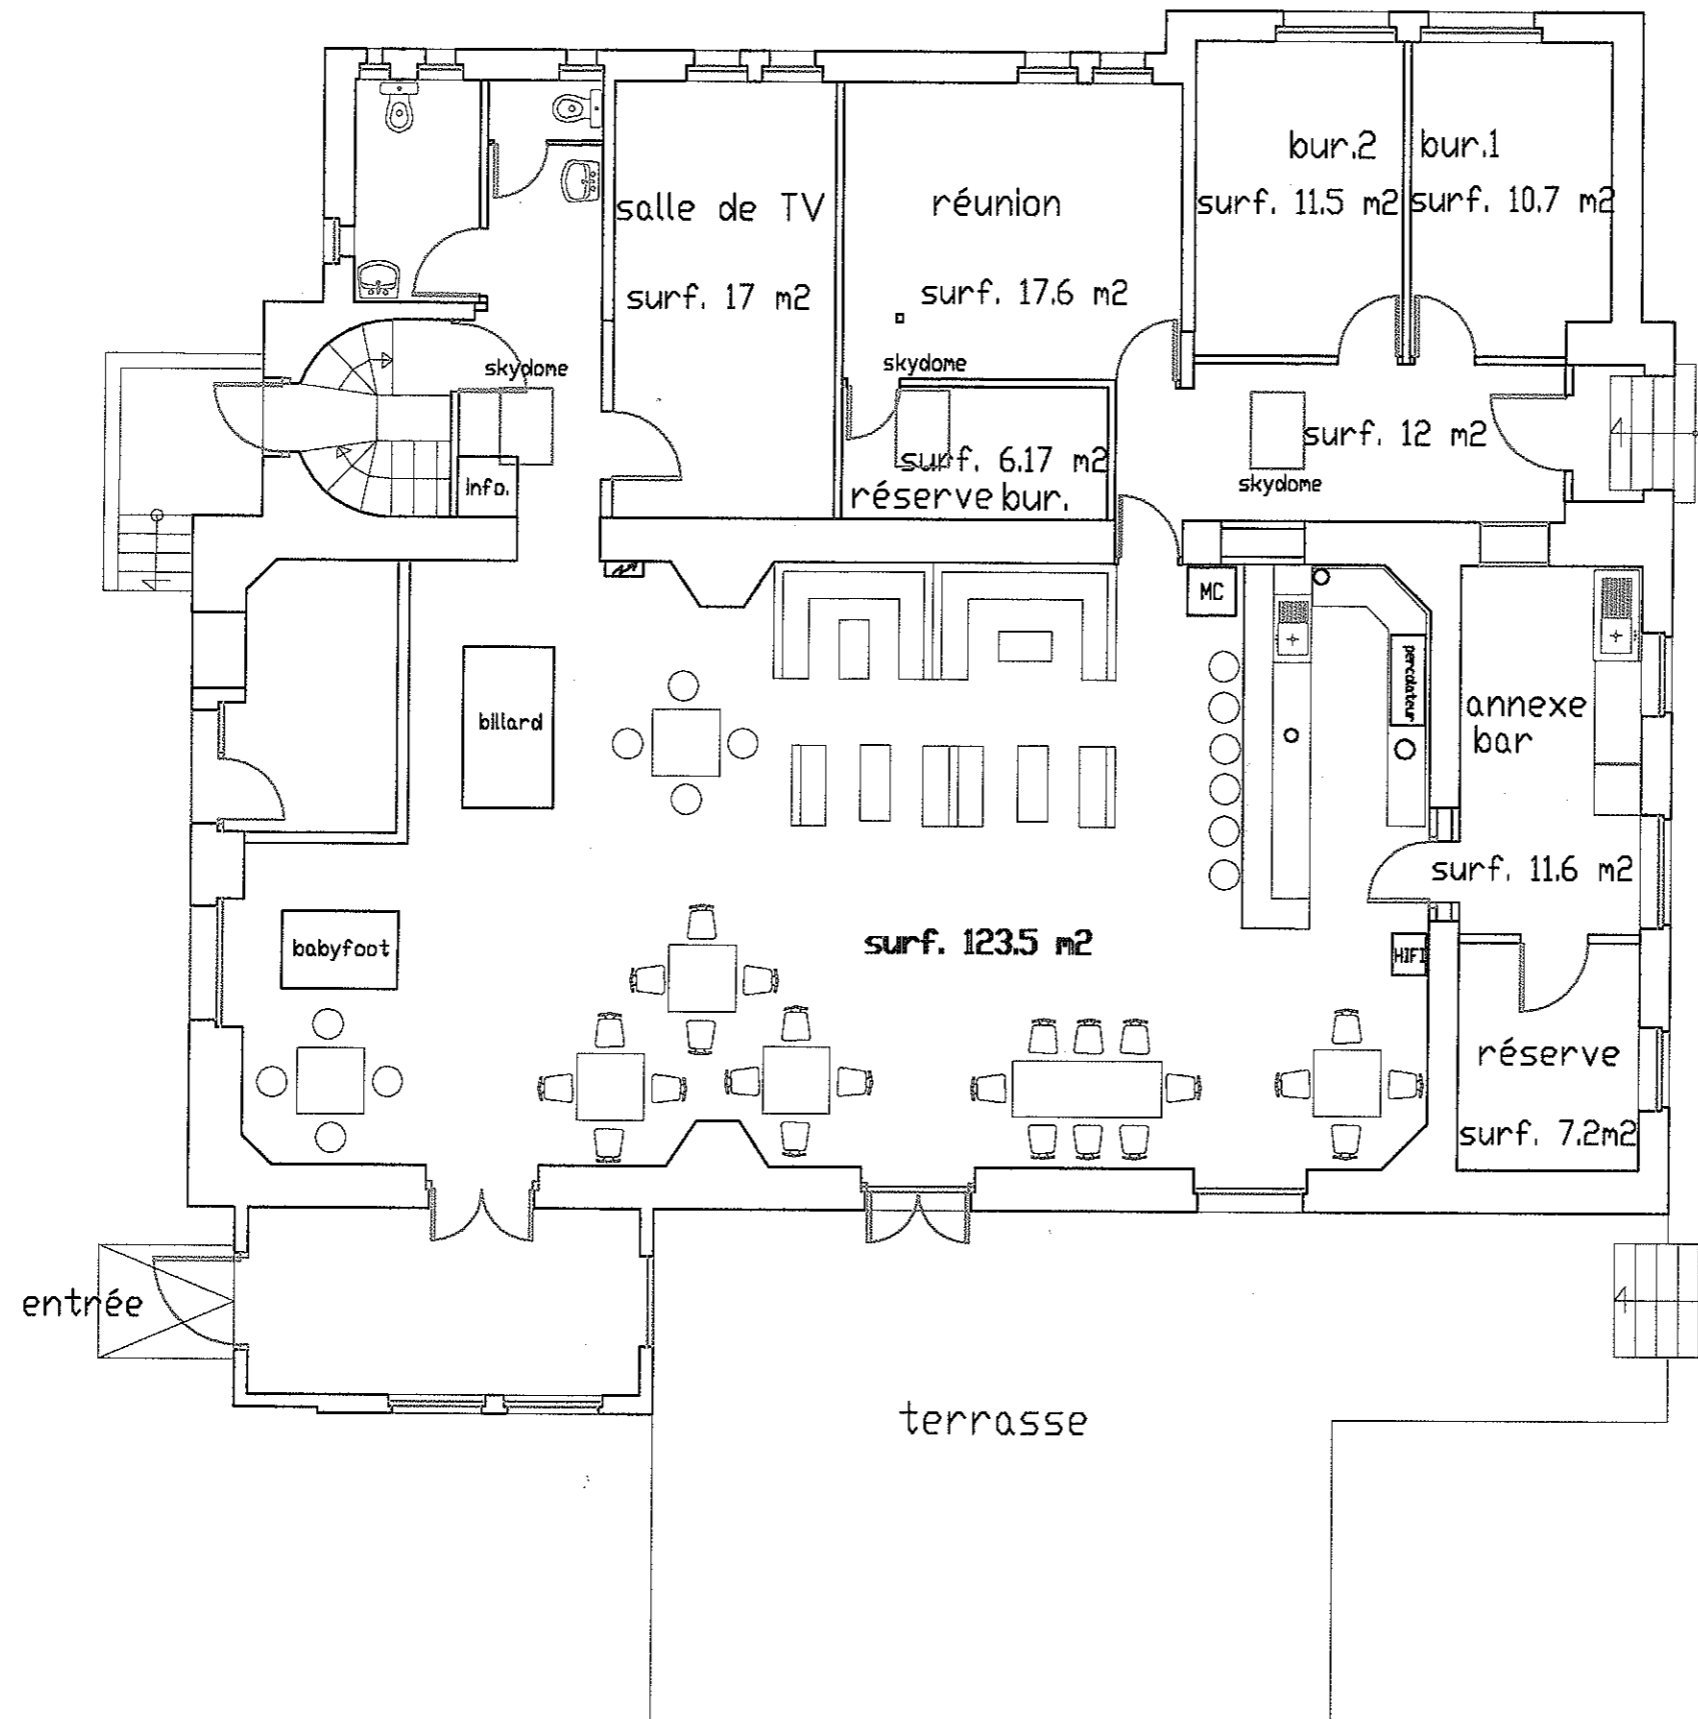 bur.2
bur.1
surf. 11.5 m2
surf. 10.7 m2
salle de TV
réunion
surf. 17 m2
surf. 17.6 m2
skydome
skydome
surf. 12 m2
surf. 6.17 m2
skydome
info.
réserve bur.
MC
percolateur
billard
annexe
bar
surf. 11.6 m2
surf. 123.5 m2
babyfoot
HIFI
réserve
surf. 7.2m2
entrée
terrasse